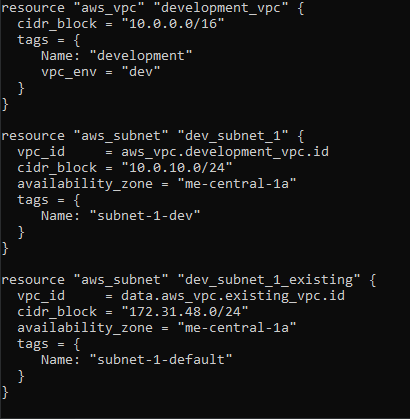 resource "aws_vpc" "development_vpc" {
  cidr_block = "10.0.0.0/16"
  tags = {
     Name: "development"
     vpc_env = "dev"
  }
}

resource "aws_subnet" "dev_subnet_1" {
  vpc_id     = aws_vpc.development_vpc.id
  cidr_block = "10.0.10.0/24"
  availability_zone = "me-central-1a"
  tags = {
     Name: "subnet-1-dev"
  }
}

resource "aws_subnet" "dev_subnet_1_existing" {
  vpc_id     = data.aws_vpc.existing_vpc.id
  cidr_block = "172.31.48.0/24"
  availability_zone = "me-central-1a"
  tags = {
     Name: "subnet-1-default"
  }
}